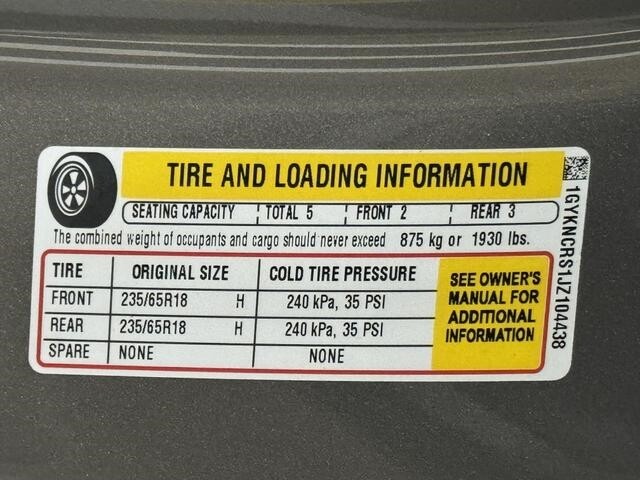 TIRE AND LOADING INFORMATION
SEATING CAPACITY TOTAL 5 FRONT 2 REAR 3
The combined weight of occupants and cargo should never exceed 875 kg or 1930 lbs.
TIRE ORIGINAL SIZE COLD TIRE PRESSURE
FRONT 235/65R18 H 240 kPa, 35 PSI
REAR 235/65R18 H 240 kPa, 35 PSI
SPARE NONE NONE
SEE OWNER'S
MANUAL FOR
ADDITIONAL
INFORMATION
1GYKNCRS1JZ104438